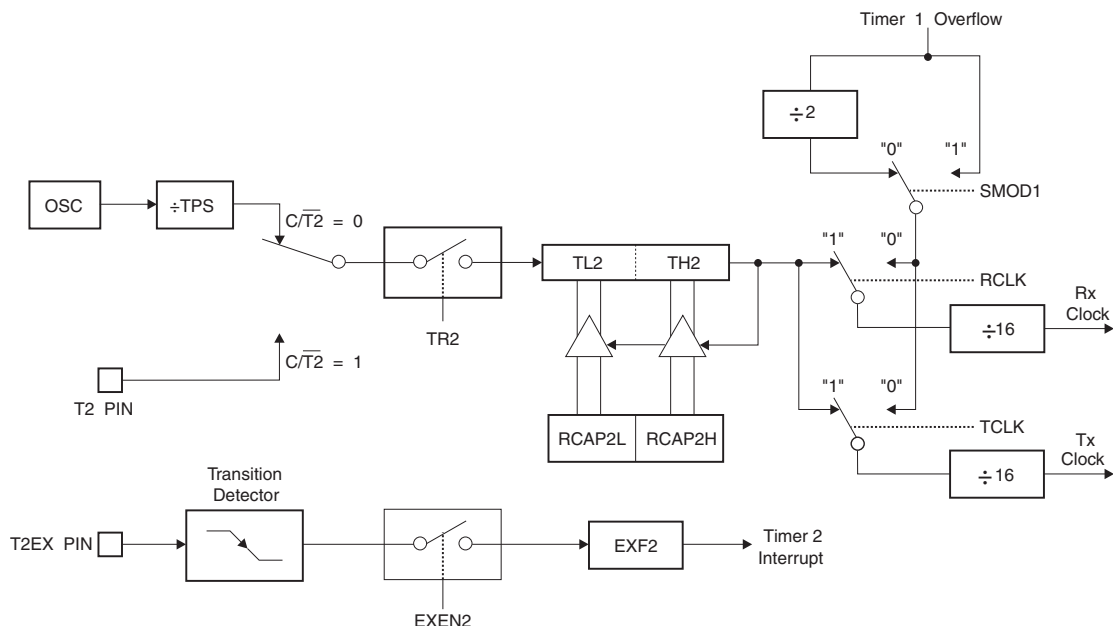 Timer 1 Overflow
÷2
"0" "1"
SMOD1
OSC
÷TPS
C/T̅2̅ = 0
TR2
C/T̅2̅ = 1
T2 PIN
TL2 TH2
RCAP2L RCAP2H
"1" "0"
RCLK
÷16
Rx
Clock
"1" "0"
TCLK
÷16
Tx
Clock
Transition
Detector
T2EX PIN
EXEN2
EXF2
Timer 2
Interrupt